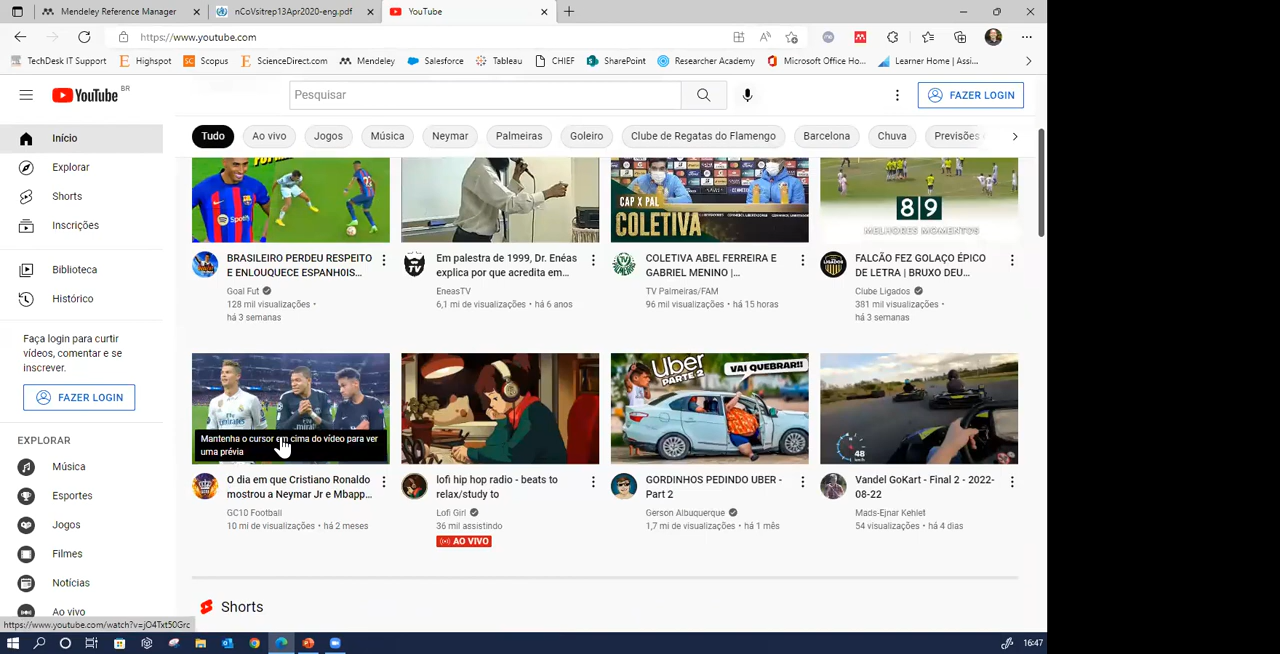 Mendeley Reference Manager
nCoVsitrep13Apr2020-eng.pdf
YouTube
https://www.youtube.com
TechDesk IT Support
Highspot
Scopus
ScienceDirect.com
Mendeley
Salesforce
Tableau
CHIEF
SharePoint
Researcher Academy
Microsoft Office Ho...
Learner Home | Assi...
YouTube BR
Pesquisar
FAZER LOGIN
Tudo
Ao vivo
Jogos
Música
Neymar
Palmeiras
Goleiro
Clube de Regatas do Flamengo
Barcelona
Chuva
Previsões
Início
Explorar
Shorts
Inscrições
Biblioteca
Histórico
Faça login para curtir
vídeos, comentar e se
inscrever.
FAZER LOGIN
EXPLORAR
Música
Esportes
Jogos
Filmes
Notícias
Ao vivo
Spotify
CAP X PAL
COLETIVA
89
MELHORES MOMENTOS
BRASILEIRO PERDEU RESPEITO
E ENLOUQUECE ESPANHOIS...
Goal Fut
128 mil visualizações •
há 3 semanas
TV
Em palestra de 1999, Dr. Enéas
explica por que acredita em...
EneasTV
6,1 mi de visualizações • há 6 anos
TV
COLETIVA ABEL FERREIRA E
GABRIEL MENINO |...
TV Palmeiras/FAM
96 mil visualizações • há 15 horas
LIGADOS
FALCÃO FEZ GOLAÇO ÉPICO
DE LETRA | BRUXO DEU...
Clube Ligados
381 mil visualizações •
há 3 semanas
Mantenha o cursor em cima do vídeo para ver
uma prévia
Uber
PARTE 2
VAI QUEBRAR!!
48
O dia em que Cristiano Ronaldo
mostrou a Neymar Jr e Mbapp...
GC10 Football
10 mi de visualizações • há 2 meses
lofi hip hop radio - beats to
relax/study to
Lofi Girl
36 mil assistindo
AO VIVO
GORDINHOS PEDINDO UBER -
Part 2
Gerson Albuquerque
1,7 mi de visualizações • há 1 mês
Vandel GoKart - Final 2 - 2022-
08-22
Mads-Ejnar Kehlet
54 visualizações • há 4 dias
Shorts
https://www.youtube.com/watch?v=jO4Txt50Grc
16:47